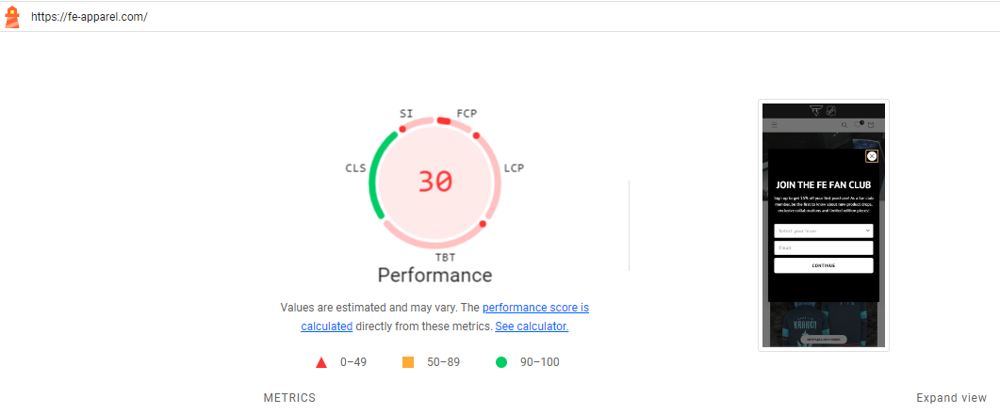 https://fe-apparel.com/
SI
FCP
CLS
LCP
30
TBT
Performance
Values are estimated and may vary. The performance score is
calculated directly from these metrics. See calculator.
0–49
50–89
90–100
METRICS
Expand view
FE
JOIN THE FE FAN CLUB
Sign up to get 15% off your first purchase! As a fan club
member, be the first to know about new product drops,
exclusive collaborations and limited edition pieces!
Select your team
Email
CONTINUE
KRAKEN